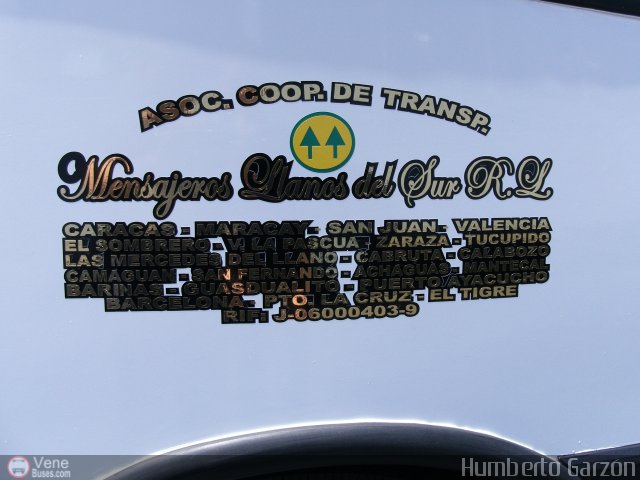 ASOC. COOP. DE TRANSP.
Mensajeros Llanos del Sur R.L
CARACAS - MARACAY - SAN JUAN - VALENCIA
EL SOMBRERO - V. LA PASCUA - ZARAZA - TUCUPIDO
LAS MERCEDES DEL LLANO - CABRUTA - CALABOZO
CAMAGUAN - SAN FERNANDO - ACHAGUAS - MANTECAL
BARINAS - GUASDUALITO - PUERTO AYACUCHO
BARCELONA - PTO. LA CRUZ - EL TIGRE
RIF: J-06000403-9
Vene
Buses.com
Humberto Garzón